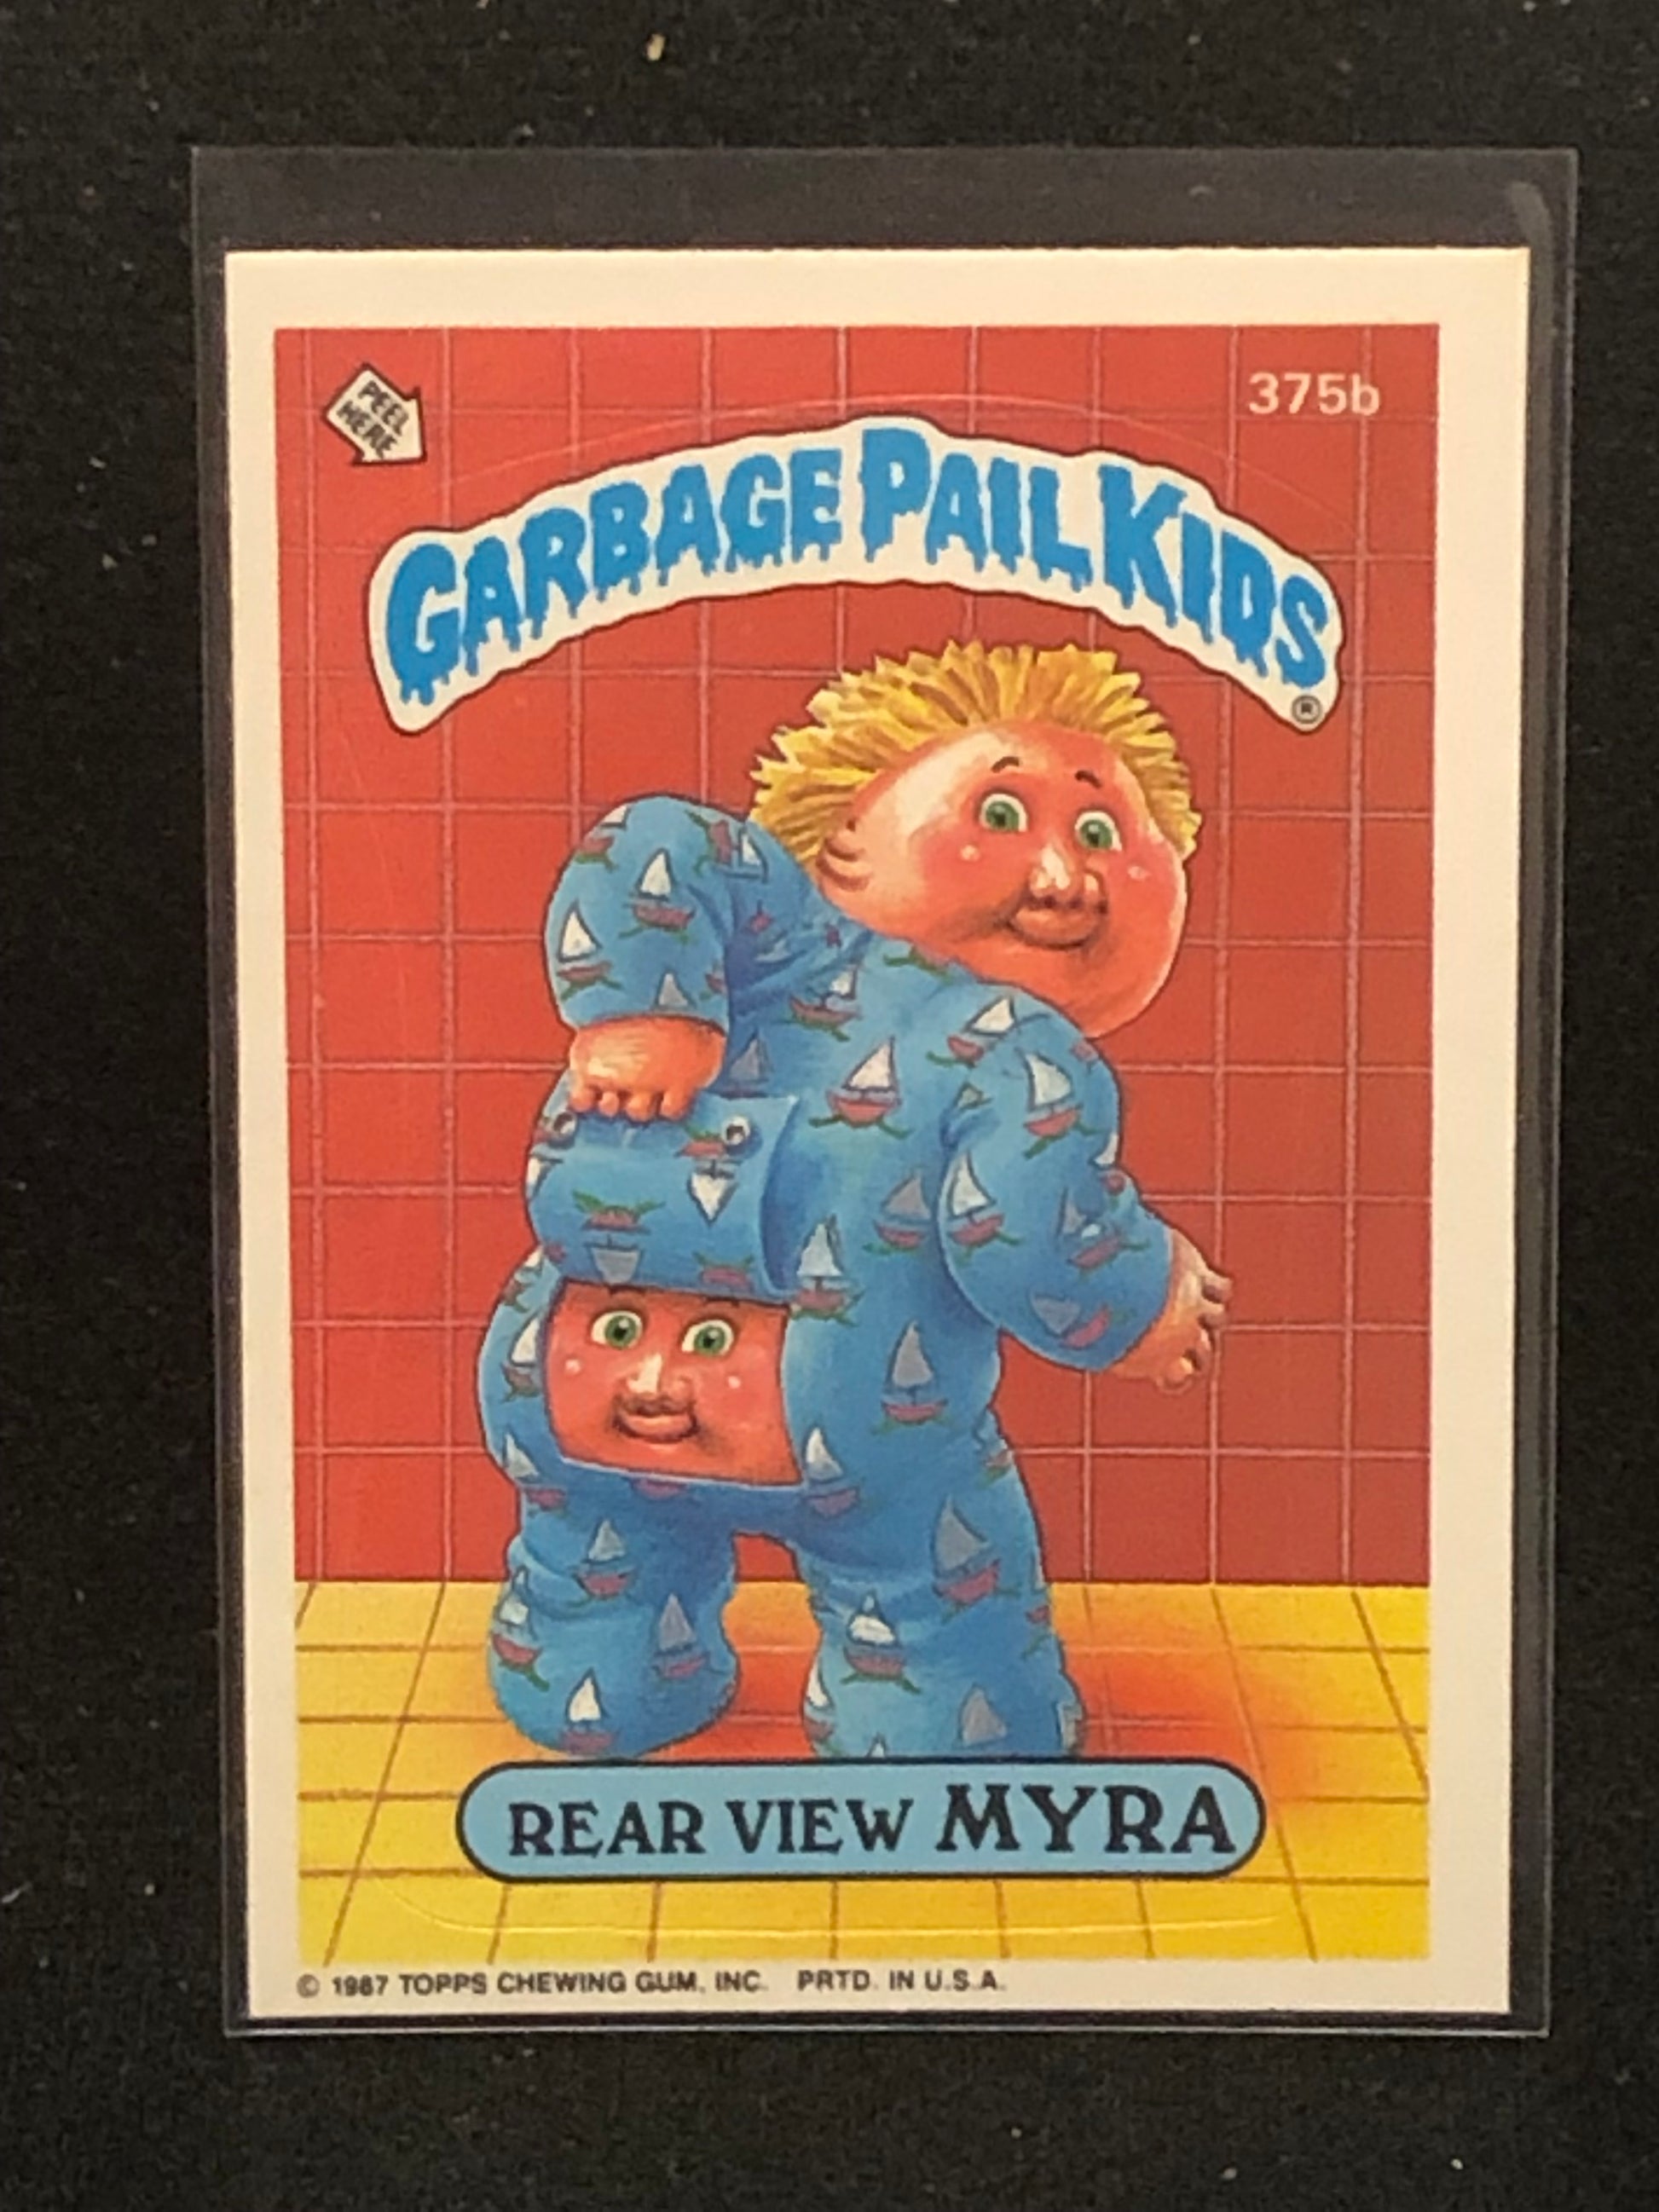 PEEL
HERE
375b
GARBAGE PAIL KIDS
®
REAR VIEW MYRA
© 1987 TOPPS CHEWING GUM, INC. PRTD. IN U.S.A.